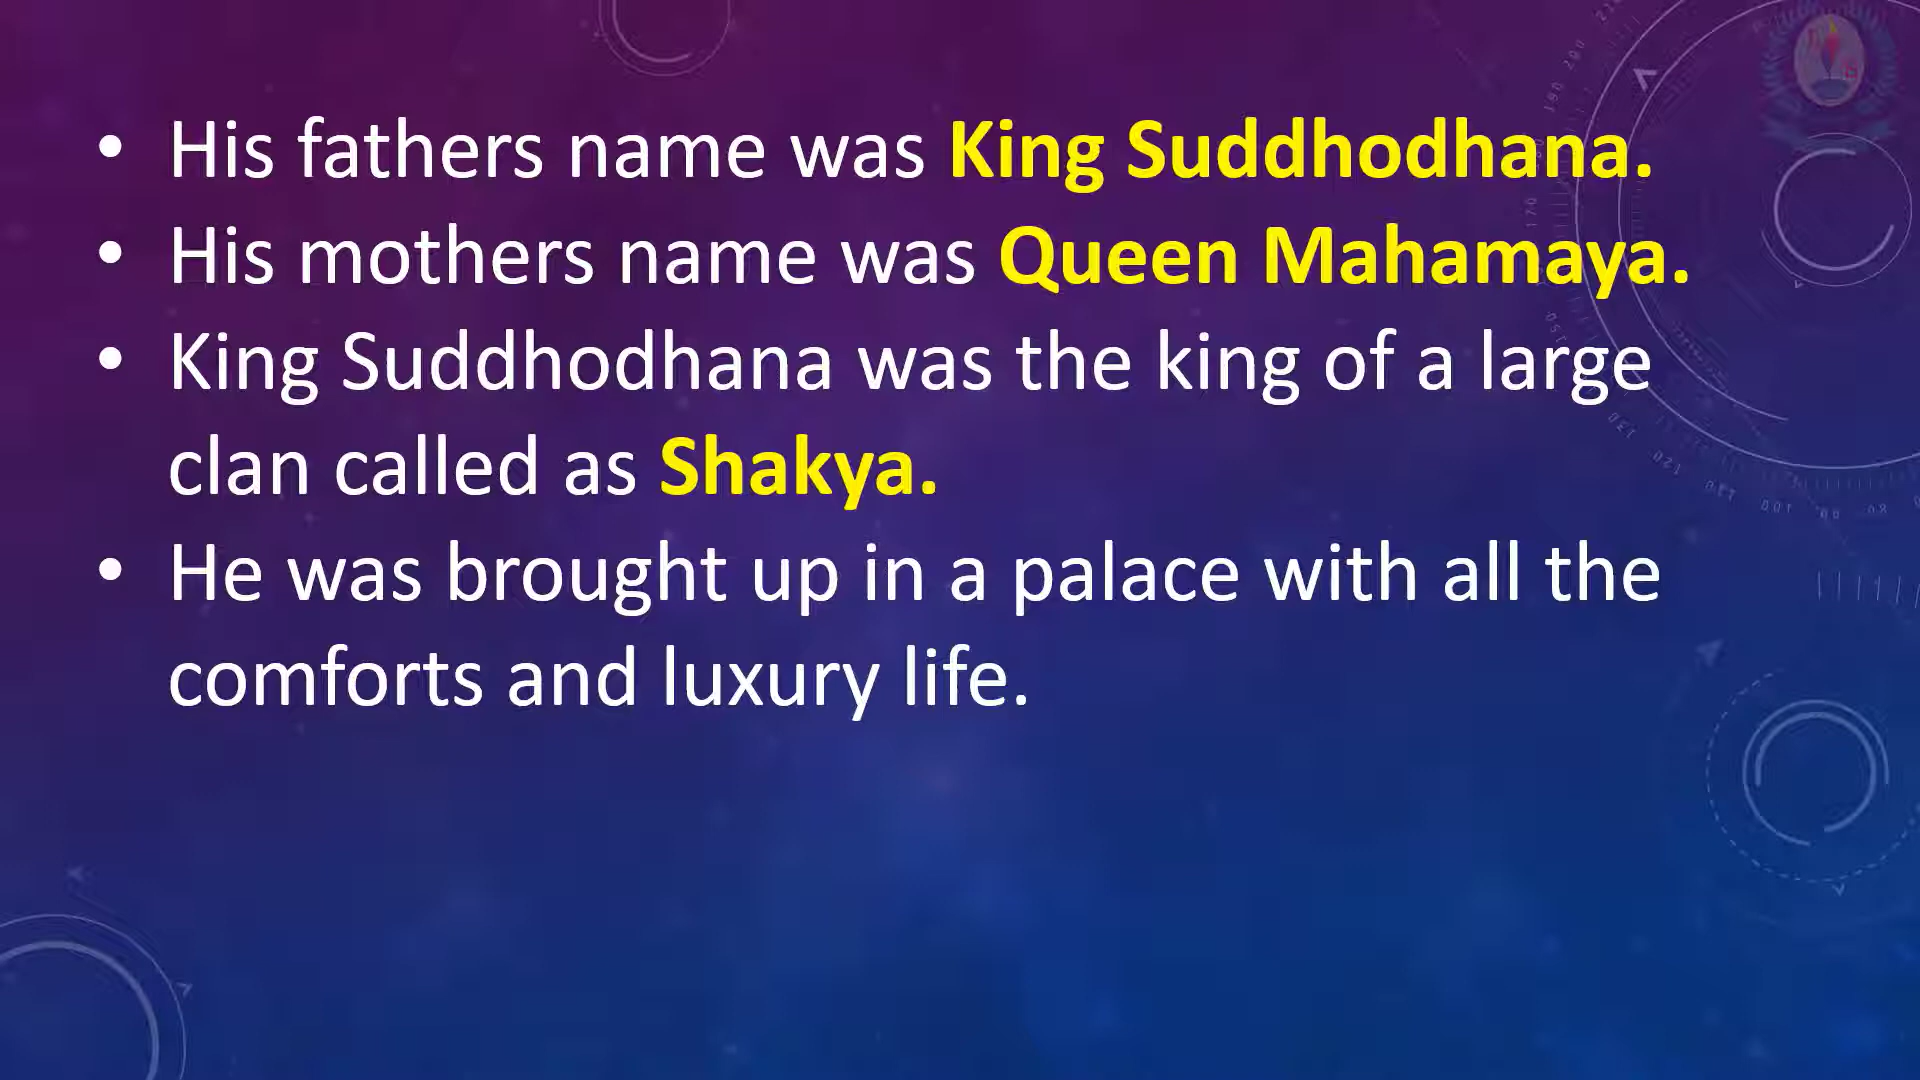 • His fathers name was King Suddhodhana.
• His mothers name was Queen Mahamaya.
• King Suddhodhana was the king of a large
clan called as Shakya.
• He was brought up in a palace with all the
comforts and luxury life.